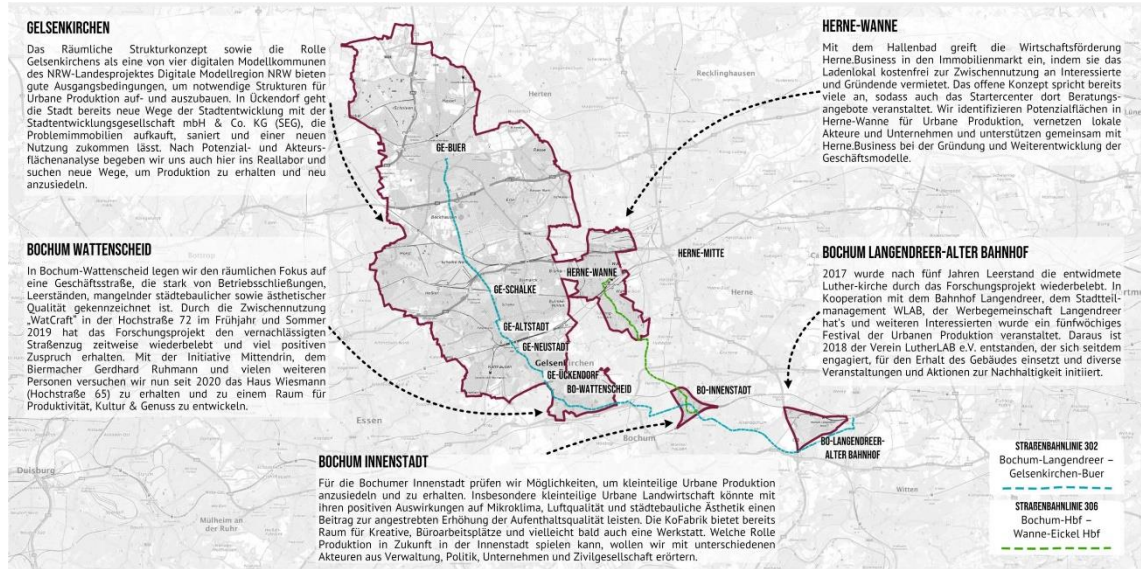 GELSENKIRCHEN
Das Räumliche Strukturkonzept sowie die Rolle
Gelsenkirchens als eine von vier digitalen Modellkommunen
des NRW-Landesprojektes Digitale Modellregion NRW bieten
gute Ausgangsbedingungen, um notwendige Strukturen für
Urbane Produktion auf- und auszubauen. In Ückendorf geht
die Stadt bereits neue Wege der Stadtentwicklung mit der
Stadtentwicklungsgesellschaft mbH & Co. KG (SEG), die
Problemimmobilien aufkauft, saniert und einer neuen
Nutzung zukommen lässt. Nach Potenzial- und Akteurs-
flächenanalyse begeben wir uns auch hier ins Reallabor und
suchen neue Wege, um Produktion zu erhalten und neu
anzusiedeln.
HERNE-WANNE
Mit dem Hallenbad greift die Wirtschaftsförderung
Herne.Business in den Immobilienmarkt ein, indem sie das
Ladenlokal kostenfrei zur Zwischennutzung an Interessierte
und Gründende vermietet. Das offene Konzept spricht bereits
viele an, sodass auch das Startercenter dort Beratungs-
angebote veranstaltet. Wir identifizieren Potenzialflächen in
Herne-Wanne für Urbane Produktion, vernetzen lokale
Akteure und Unternehmen und unterstützen gemeinsam mit
Herne.Business bei der Gründung und Weiterentwicklung der
Geschäftsmodelle.
Recklinghausen
Herten
GE-BUER
BOCHUM WATTENSCHEID
In Bochum-Wattenscheid legen wir den räumlichen Fokus auf
eine Geschäftsstraße, die stark von Betriebsschließungen,
Leerständen, mangelnder städtebaulicher sowie ästhetischer
Qualität gekennzeichnet ist. Durch die Zwischennutzung
„WatCraft" in der Hochstraße 72 im Frühjahr und Sommer
2019 hat das Forschungsprojekt den vernachlässigten
Straßenzug zeitweise wiederbelebt und viel positiven
Zuspruch erhalten. Mit der Initiative Mittendrin, dem
Biermacher Gerdhard Ruhmann und vielen weiteren
Personen versuchen wir nun seit 2020 das Haus Wiesmann
(Hochstraße 65) zu erhalten und zu einem Raum für
Produktivität, Kultur & Genuss zu entwickeln.
HERNE-MITTE
HERNE-WANNE
Herne
GE-SCHALKE
GE-ALTSTADT
GE-NEUSTADT
Gelsenkirchen
GE-ÜCKENDORF
BO-WATTENSCHEID
BO-INNENSTADT
Essen
Bochum
BO-LANGENDREER-
ALTER BAHNHOF
Witten
Duisburg
Mülheim an
der Ruhr
BOCHUM LANGENDREER-ALTER BAHNHOF
2017 wurde nach fünf Jahren Leerstand die entwidmete
Luther-kirche durch das Forschungsprojekt wiederbelebt. In
Kooperation mit dem Bahnhof Langendreer, dem Stadtteil-
management WLAB, der Werbegemeinschaft Langendreer
hat's und weiteren Interessierten wurde ein fünfwöchiges
Festival der Urbanen Produktion veranstaltet. Daraus ist
2018 der Verein LutherLAB e.V. entstanden, der sich seitdem
engagiert, für den Erhalt des Gebäudes einsetzt und diverse
Veranstaltungen und Aktionen zur Nachhaltigkeit initiiert.
BOCHUM INNENSTADT
Für die Bochumer Innenstadt prüfen wir Möglichkeiten, um kleinteilige Urbane Produktion
anzusiedeln und zu erhalten. Insbesondere kleinteilige Urbane Landwirtschaft könnte mit
ihren positiven Auswirkungen auf Mikroklima, Luftqualität und städtebauliche Ästhetik einen
Beitrag zur angestrebten Erhöhung der Aufenthaltsqualität leisten. Die KoFabrik bietet bereits
Raum für Kreative, Büroarbeitsplätze und vielleicht bald auch eine Werkstatt. Welche Rolle
Produktion in Zukunft in der Innenstadt spielen kann, wollen wir mit unterschiedlichen
Akteuren aus Verwaltung, Politik, Unternehmen und Zivilgesellschaft erörtern.
STRAẞENBAHNLINIE 302
Bochum-Langendreer –
Gelsenkirchen-Buer
STRAẞENBAHNLINIE 306
Bochum-Hbf –
Wanne-Eickel Hbf